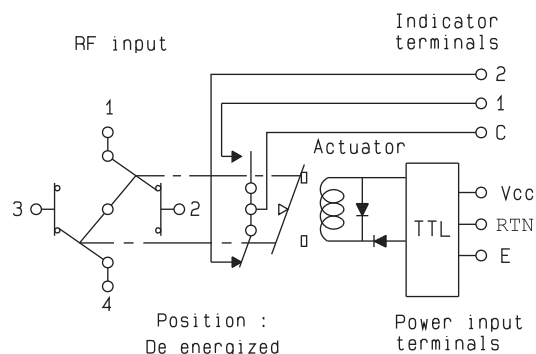 Indicator
terminals
RF input
2
1
1
C
Actuator
3
2
Vcc
TTL
RTN
E
4
Position :
De energized
Power input
terminals